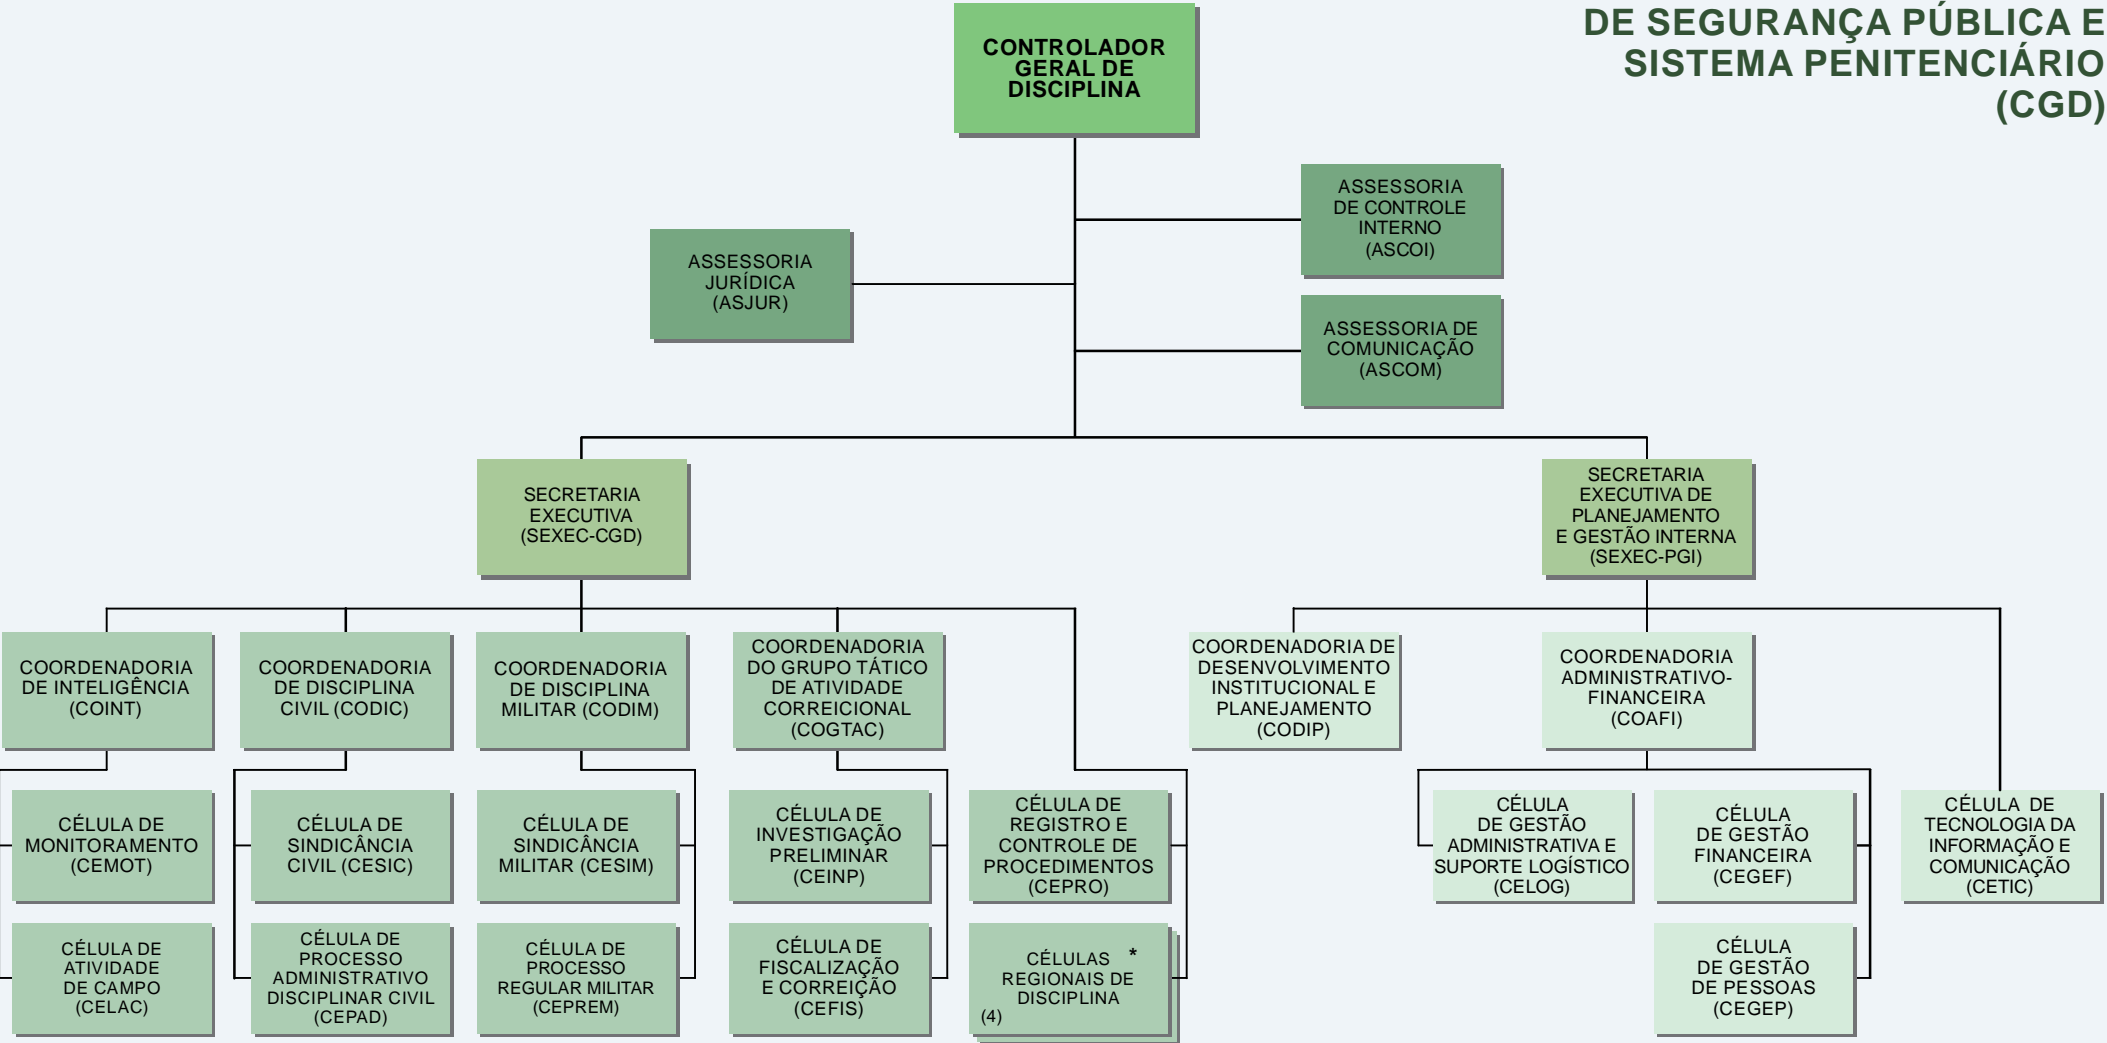 DE SEGURANÇA PÚBLICA E
SISTEMA PENITENCIÁRIO
(CGD)
CONTROLADOR
GERAL DE
DISCIPLINA
ASSESSORIA
DE CONTROLE
INTERNO
(ASCOI)
ASSESSORIA
JURÍDICA
(ASJUR)
ASSESSORIA DE
COMUNICAÇÃO
(ASCOM)
SECRETARIA
EXECUTIVA
(SEXEC-CGD)
SECRETARIA
EXECUTIVA DE
PLANEJAMENTO
E GESTÃO INTERNA
(SEXEC-PGI)
COORDENADORIA
DE INTELIGÊNCIA
(COINT)
COORDENADORIA
DE DISCIPLINA
CIVIL (CODIC)
COORDENADORIA
DE DISCIPLINA
MILITAR (CODIM)
COORDENADORIA
DO GRUPO TÁTICO
DE ATIVIDADE
CORREICIONAL
(COGTAC)
COORDENADORIA DE
DESENVOLVIMENTO
INSTITUCIONAL E
PLANEJAMENTO
(CODIP)
COORDENADORIA
ADMINISTRATIVO-
FINANCEIRA
(COAFI)
CÉLULA DE
MONITORAMENTO
(CEMOT)
CÉLULA DE
SINDICÂNCIA
CIVIL (CESIC)
CÉLULA DE
SINDICÂNCIA
MILITAR (CESIM)
CÉLULA DE
INVESTIGAÇÃO
PRELIMINAR
(CEINP)
CÉLULA DE
REGISTRO E
CONTROLE DE
PROCEDIMENTOS
(CEPRO)
CÉLULA
DE GESTÃO
ADMINISTRATIVA E
SUPORTE LOGÍSTICO
(CELOG)
CÉLULA
DE GESTÃO
FINANCEIRA
(CEGEF)
CÉLULA DE
TECNOLOGIA DA
INFORMAÇÃO E
COMUNICAÇÃO
(CETIC)
CÉLULA DE
ATIVIDADE
DE CAMPO
(CELAC)
CÉLULA DE
PROCESSO
ADMINISTRATIVO
DISCIPLINAR CIVIL
(CEPAD)
CÉLULA DE
PROCESSO
REGULAR MILITAR
(CEPREM)
CÉLULA DE
FISCALIZAÇÃO
E CORREIÇÃO
(CEFIS)
CÉLULAS *
REGIONAIS DE
DISCIPLINA
(4)
CÉLULA
DE GESTÃO
DE PESSOAS
(CEGEP)